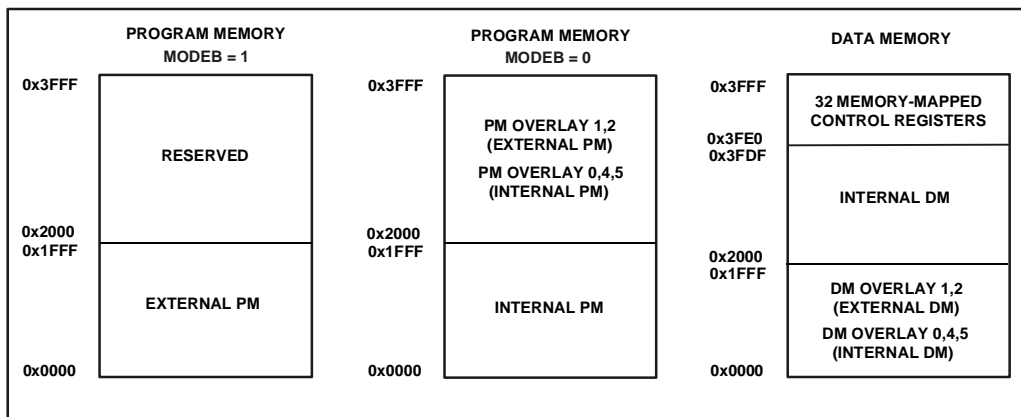 PROGRAM MEMORY
MODEB = 1
0x3FFF
RESERVED
0x2000
0x1FFF
EXTERNAL PM
0x0000
PROGRAM MEMORY
MODEB = 0
0x3FFF
PM OVERLAY 1,2
(EXTERNAL PM)
PM OVERLAY 0,4,5
(INTERNAL PM)
0x2000
0x1FFF
INTERNAL PM
0x0000
DATA MEMORY
0x3FFF
32 MEMORY-MAPPED
CONTROL REGISTERS
0x3FE0
0x3FDF
INTERNAL DM
0x2000
0x1FFF
DM OVERLAY 1,2
(EXTERNAL DM)
DM OVERLAY 0,4,5
(INTERNAL DM)
0x0000